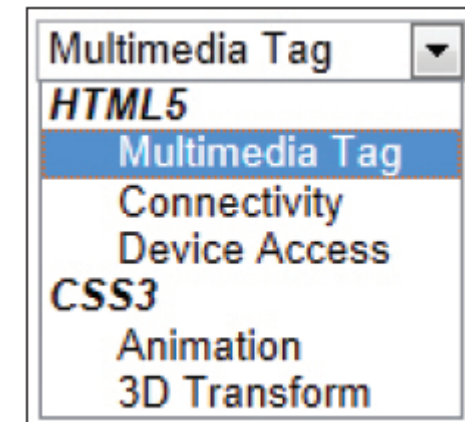 Multimedia Tag
HTML5
Multimedia Tag
Connectivity
Device Access
CSS3
Animation
3D Transform